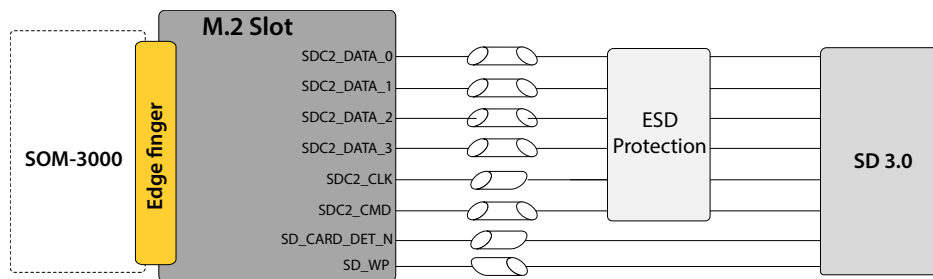 M.2 Slot
SOM-3000
Edge finger
SDC2_DATA_0
SDC2_DATA_1
SDC2_DATA_2
SDC2_DATA_3
SDC2_CLK
SDC2_CMD
SD_CARD_DET_N
SD_WP
ESD
Protection
SD 3.0